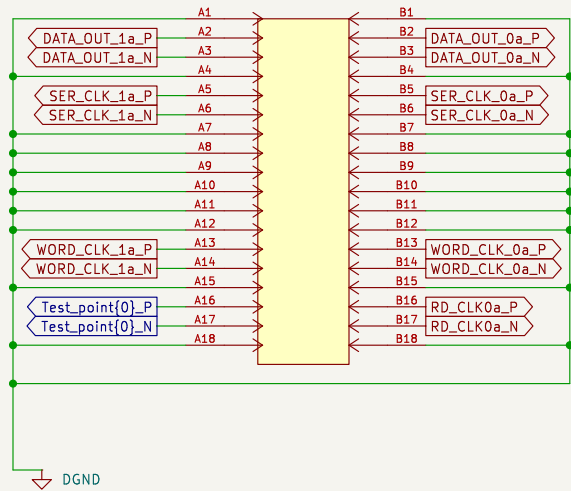 A1 B1
DATA_OUT_1a_P A2 B2 DATA_OUT_0a_P
DATA_OUT_1a_N A3 B3 DATA_OUT_0a_N
A4 B4
SER_CLK_1a_P A5 B5 SER_CLK_0a_P
SER_CLK_1a_N A6 B6 SER_CLK_0a_N
A7 B7
A8 B8
A9 B9
A10 B10
A11 B11
A12 B12
WORD_CLK_1a_P A13 B13 WORD_CLK_0a_P
WORD_CLK_1a_N A14 B14 WORD_CLK_0a_N
A15 B15
Test_point{0}_P A16 B16 RD_CLK0a_P
Test_point{0}_N A17 B17 RD_CLK0a_N
A18 B18
DGND